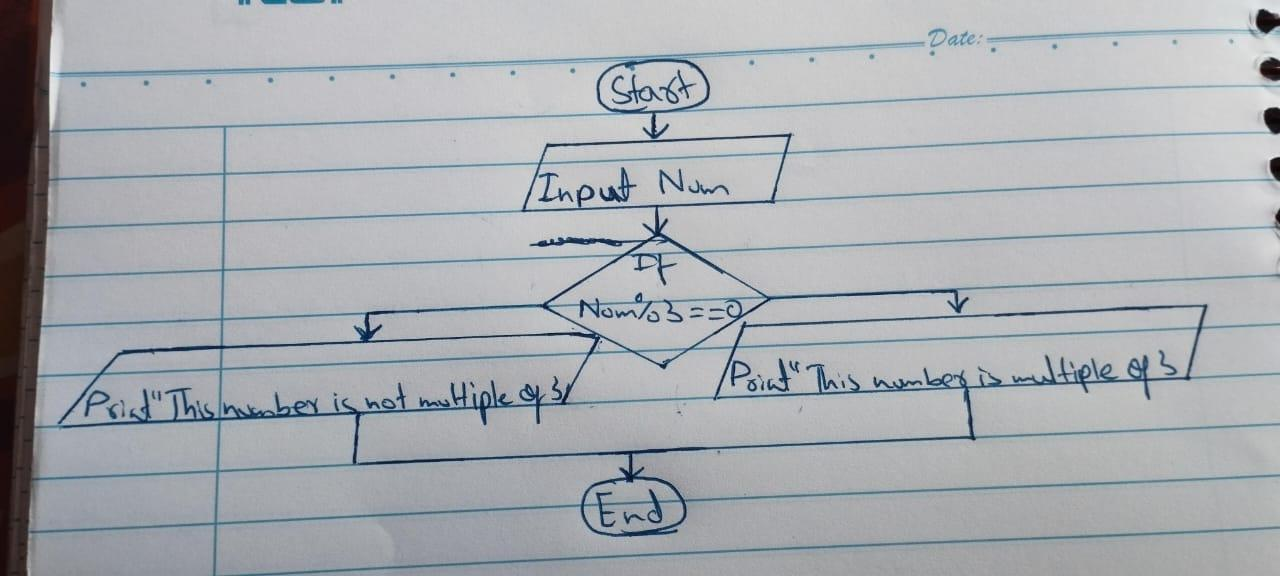 Date:
Start
Input Num
If
Num%3==0
Print"This number is not multiple of 3
Print"This number is multiple of 3
End